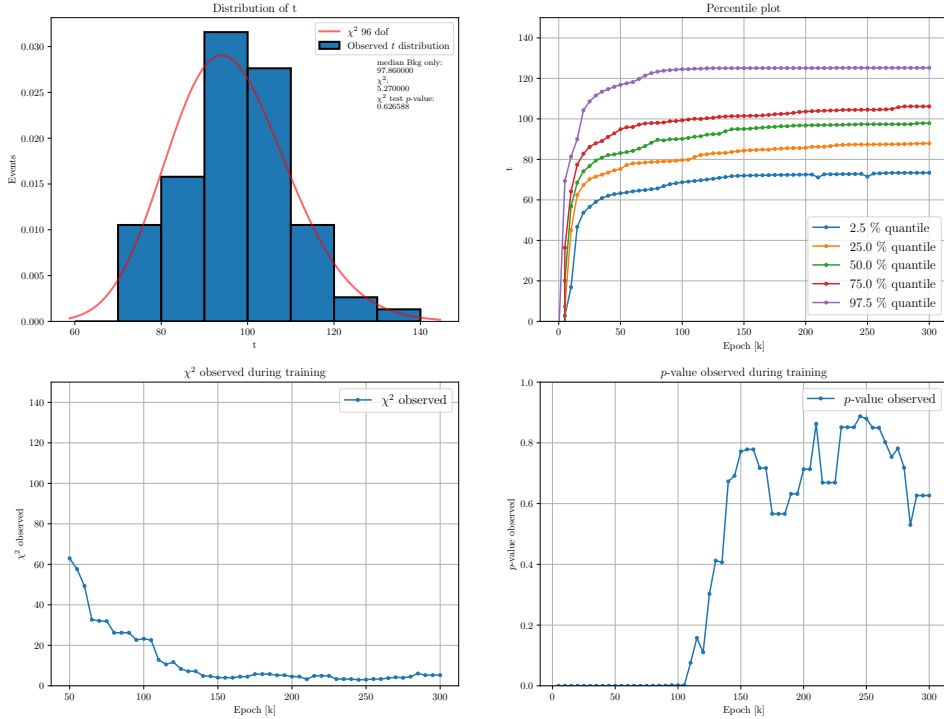 Distribution of t
χ² 96 dof
Observed t distribution
median Bkg only:
97.860000
χ²:
5.270000
χ² test p-value:
0.626588
Events
0.030
0.025
0.020
0.015
0.010
0.005
0.000
60 80 100 120 140
t
Percentile plot
t
140
120
100
80
60
40
20
0
2.5 % quantile
25.0 % quantile
50.0 % quantile
75.0 % quantile
97.5 % quantile
0 50 100 150 200 250 300
Epoch [k]
χ² observed during training
χ² observed
χ² observed
140
120
100
80
60
40
20
0
50 100 150 200 250 300
Epoch [k]
p-value observed during training
p-value observed
p-value observed
1.0
0.8
0.6
0.4
0.2
0.0
0 50 100 150 200 250 300
Epoch [k]